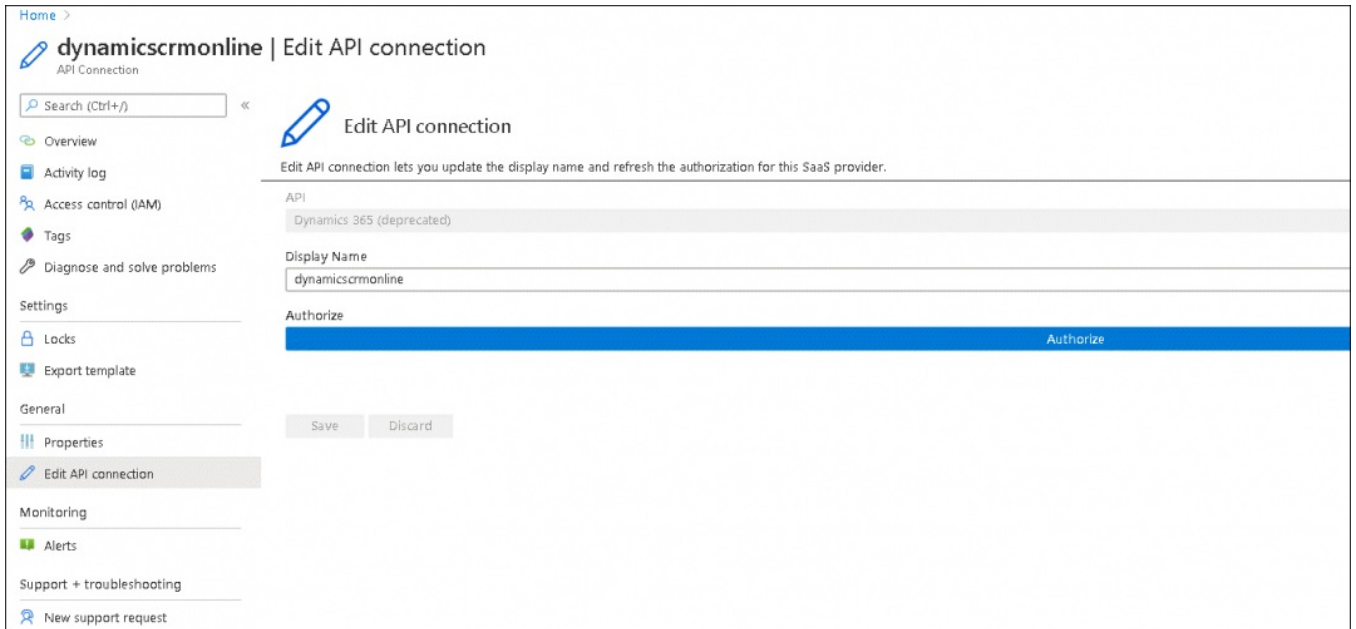 Home >
dynamicscrmonline | Edit API connection
API Connection
Search (Ctrl+/)
«
Overview
Activity log
Access control (IAM)
Tags
Diagnose and solve problems
Settings
Locks
Export template
General
Properties
Edit API connection
Monitoring
Alerts
Support + troubleshooting
New support request
Edit API connection
Edit API connection lets you update the display name and refresh the authorization for this SaaS provider.
API
Dynamics 365 (deprecated)
Display Name
dynamicscrmonline
Authorize
Authorize
Save Discard